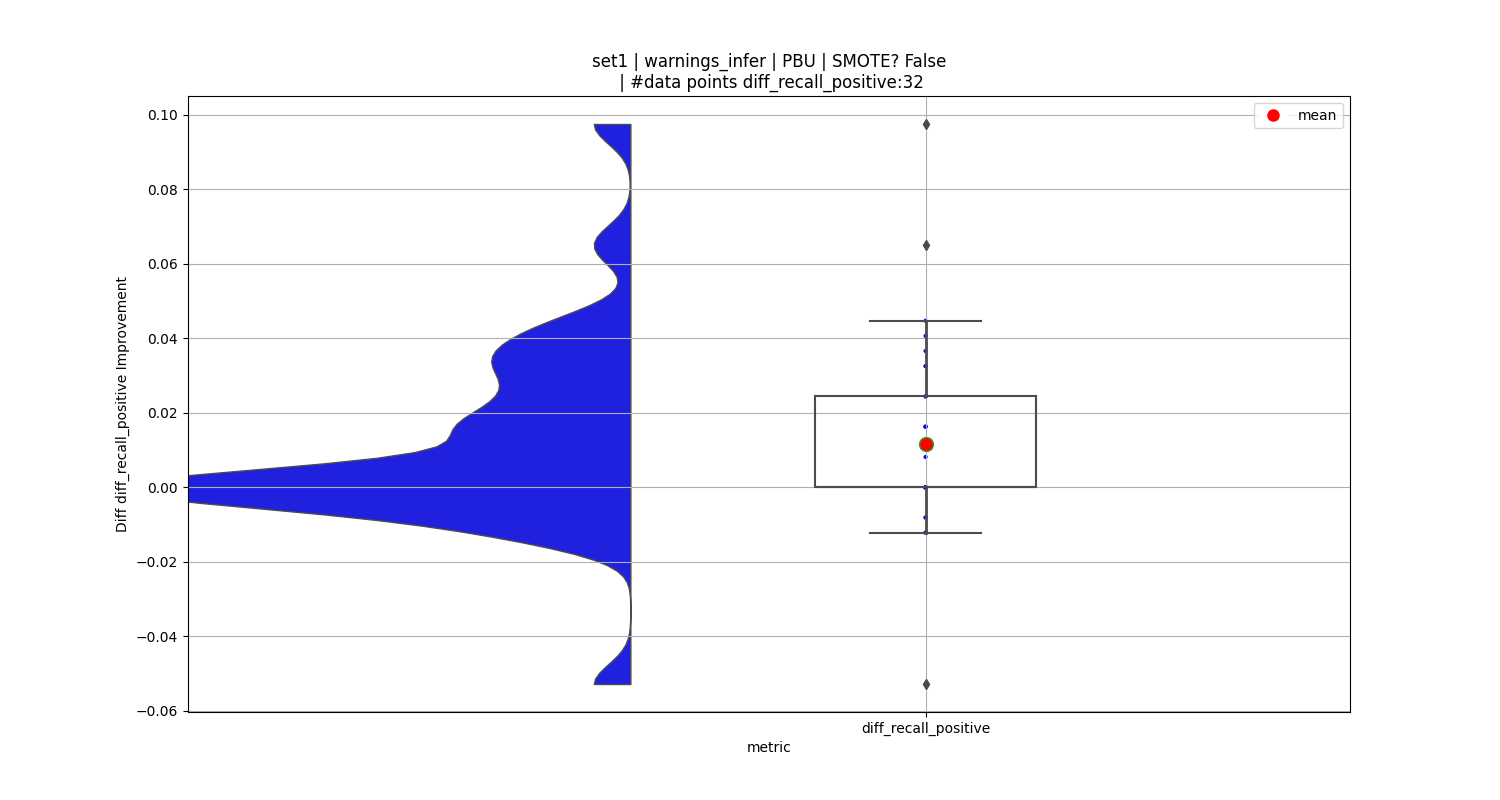 set1 | warnings_infer | PBU | SMOTE? False
| #data points diff_recall_positive:32
mean
Diff diff_recall_positive Improvement
0.10
0.08
0.06
0.04
0.02
0.00
−0.02
−0.04
−0.06
diff_recall_positive
metric